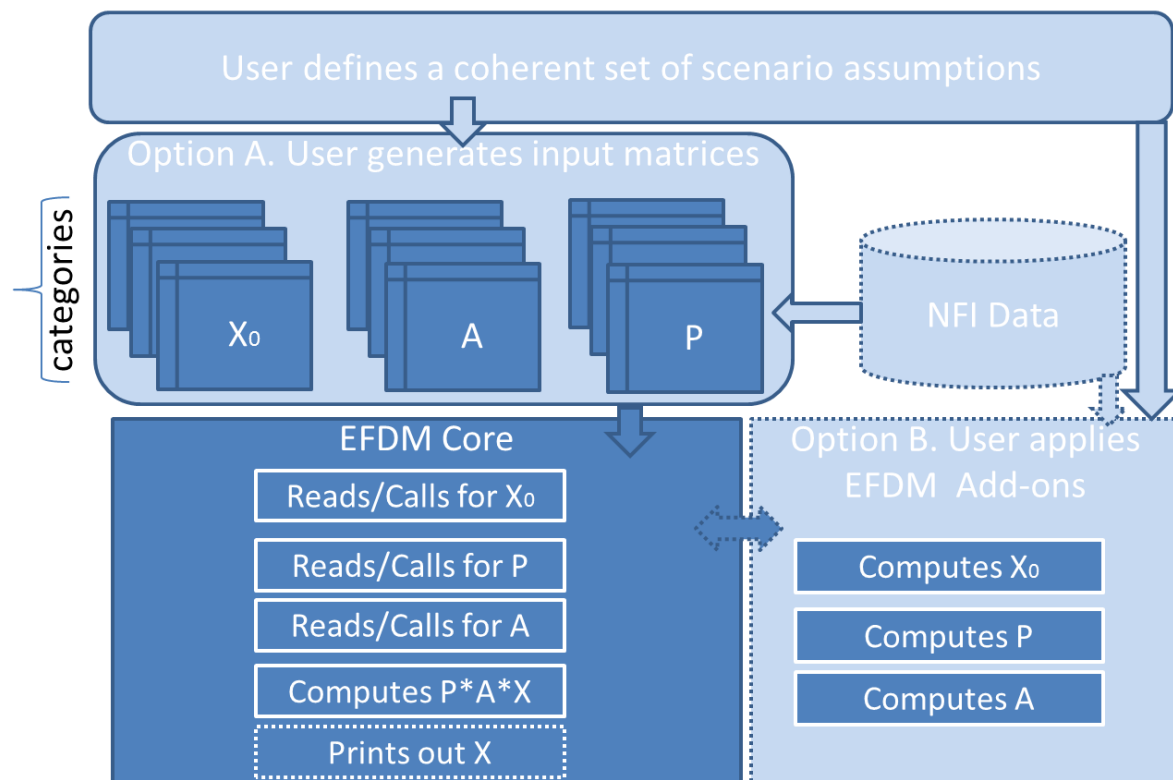 User defines a coherent set of scenario assumptions
Option A. User generates input matrices
categories
X₀
A
P
NFI Data
EFDM Core
Reads/Calls for X₀
Reads/Calls for P
Reads/Calls for A
Computes P*A*X
Prints out X
Option B. User applies
EFDM Add-ons
Computes X₀
Computes P
Computes A